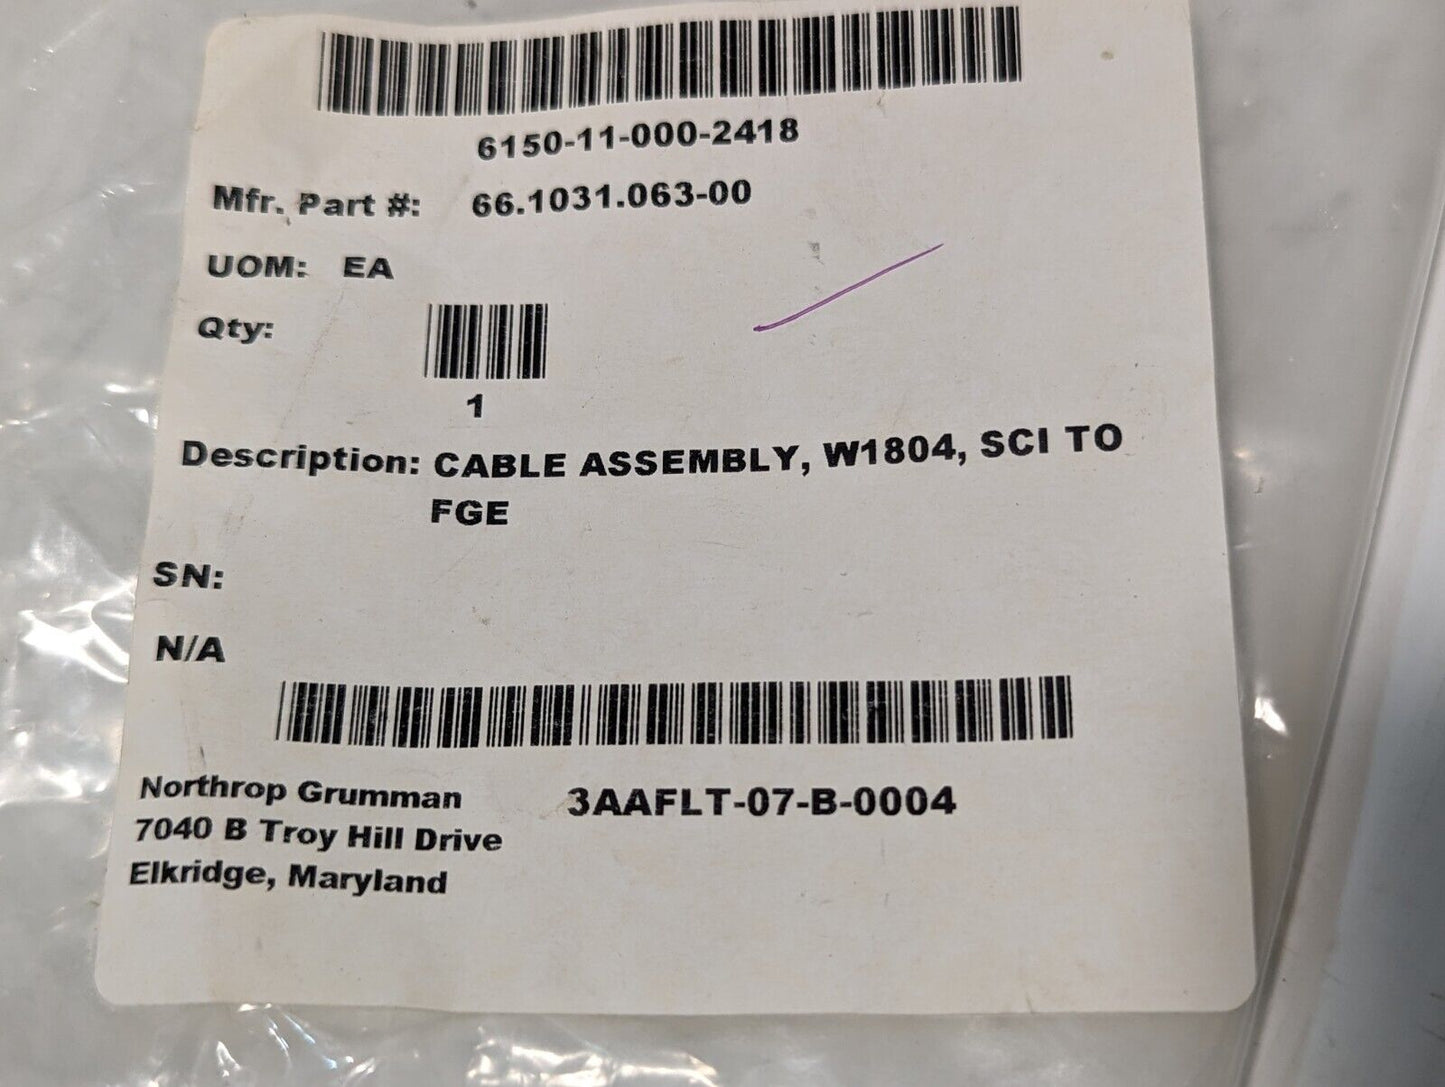 6150-11-000-2418
Mfr. Part #: 66.1031.063-00
UOM: EA
Qty:
1
Description: CABLE ASSEMBLY, W1804, SCI TO
FGE
SN:
N/A
3AAFLT-07-B-0004
Northrop Grumman
7040 B Troy Hill Drive
Elkridge, Maryland